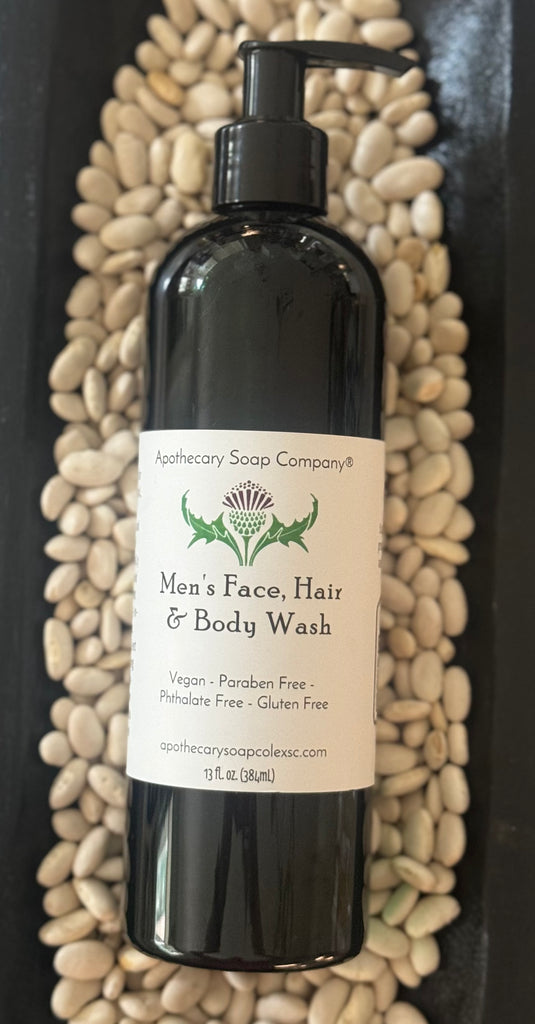 Apothecary Soap Company®
Men's Face, Hair
& Body Wash
Vegan - Paraben Free -
Phthalate Free - Gluten Free
apothecarysoapcolexsc.com
13 fl. oz. (384mL)